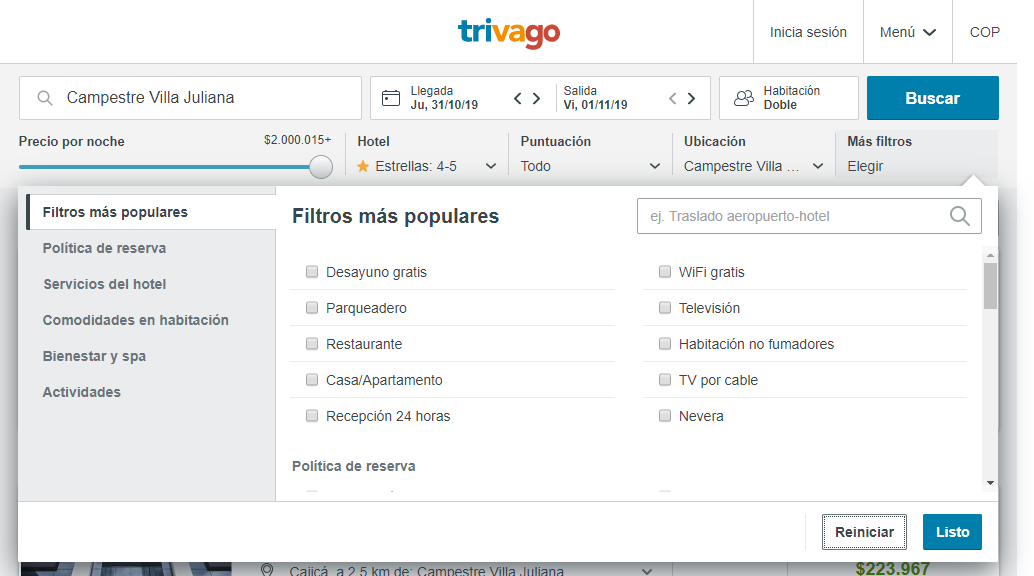 trivago
Inicia sesión
Menú
COP
Campestre Villa Juliana
Llegada
Ju, 31/10/19
Salida
Vi, 01/11/19
Habitación
Doble
Buscar
Precio por noche
$2.000.015+
Hotel
Estrellas: 4-5
Puntuación
Todo
Ubicación
Campestre Villa ...
Más filtros
Elegir
Filtros más populares
Política de reserva
Servicios del hotel
Comodidades en habitación
Bienestar y spa
Actividades
Filtros más populares
ej. Traslado aeropuerto-hotel
Desayuno gratis
WiFi gratis
Parqueadero
Televisión
Restaurante
Habitación no fumadores
Casa/Apartamento
TV por cable
Recepción 24 horas
Nevera
Política de reserva
Reiniciar
Listo
Cajicá, a 2.5 km de: Campestre Villa Juliana
$223.967